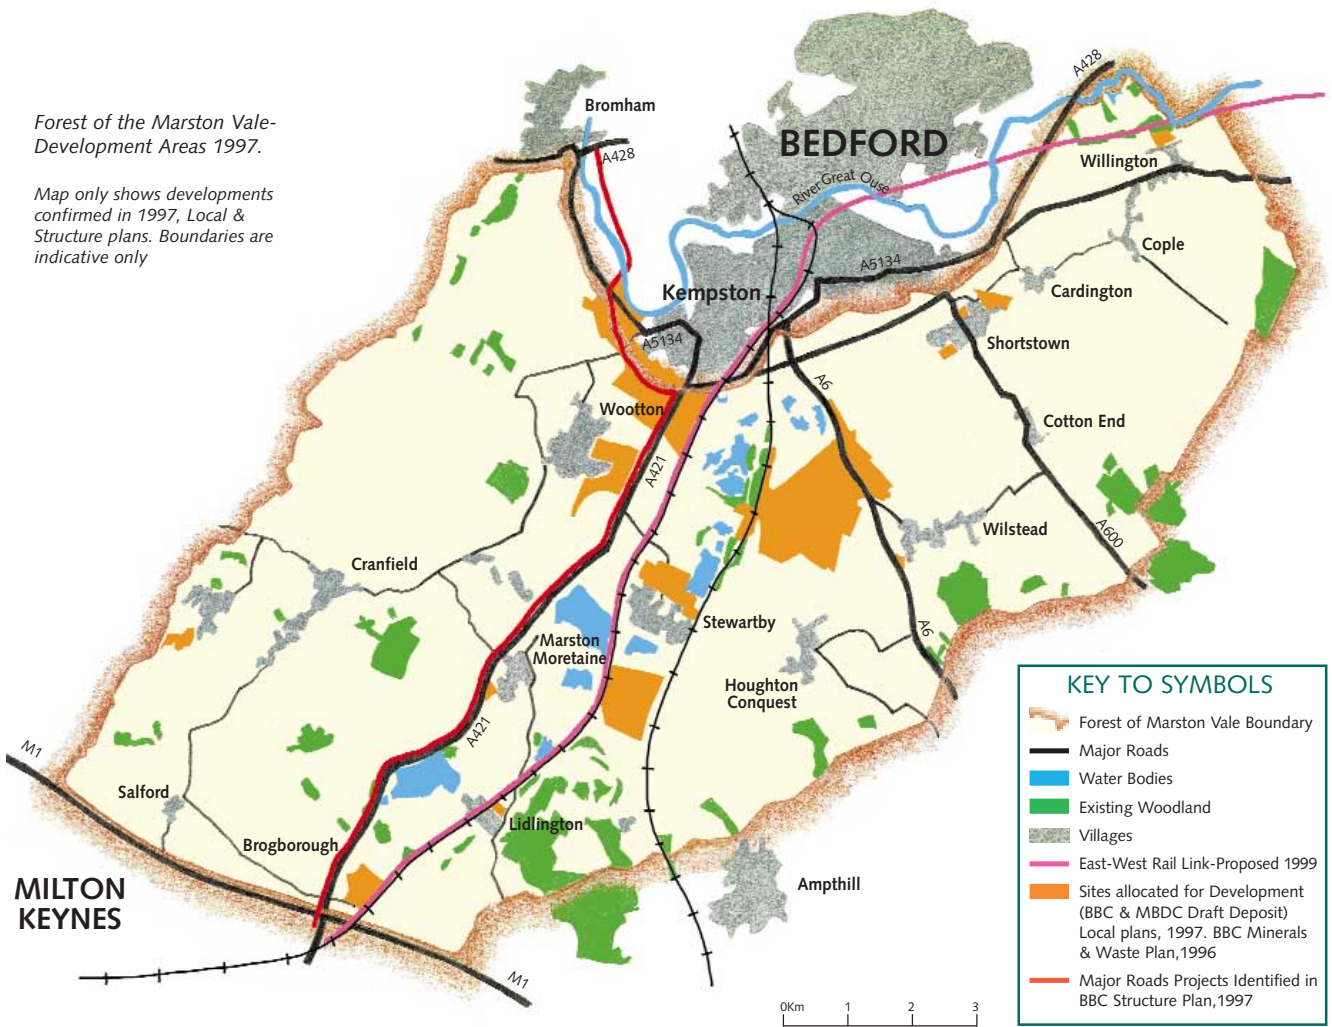 Forest of the Marston Vale-
Development Areas 1997.
Map only shows developments
confirmed in 1997, Local &
Structure plans. Boundaries are
indicative only
Bromham
A428
A428
BEDFORD
River Great Ouse
Willington
Cople
A5134
Kempston
Cardington
A5134
Shortstown
A6
Wootton
Cotton End
A421
Wilstead
A600
Cranfield
Stewartby
A6
Marston
Moretaine
Houghton
Conquest
A421
M1
Salford
Lidlington
Brogborough
MILTON
KEYNES
Ampthill
M1
KEY TO SYMBOLS
Forest of Marston Vale Boundary
Major Roads
Water Bodies
Existing Woodland
Villages
East-West Rail Link-Proposed 1999
Sites allocated for Development
(BBC & MBDC Draft Deposit)
Local plans, 1997. BBC Minerals
& Waste Plan,1996
Major Roads Projects Identified in
BBC Structure Plan,1997
0Km 1 2 3